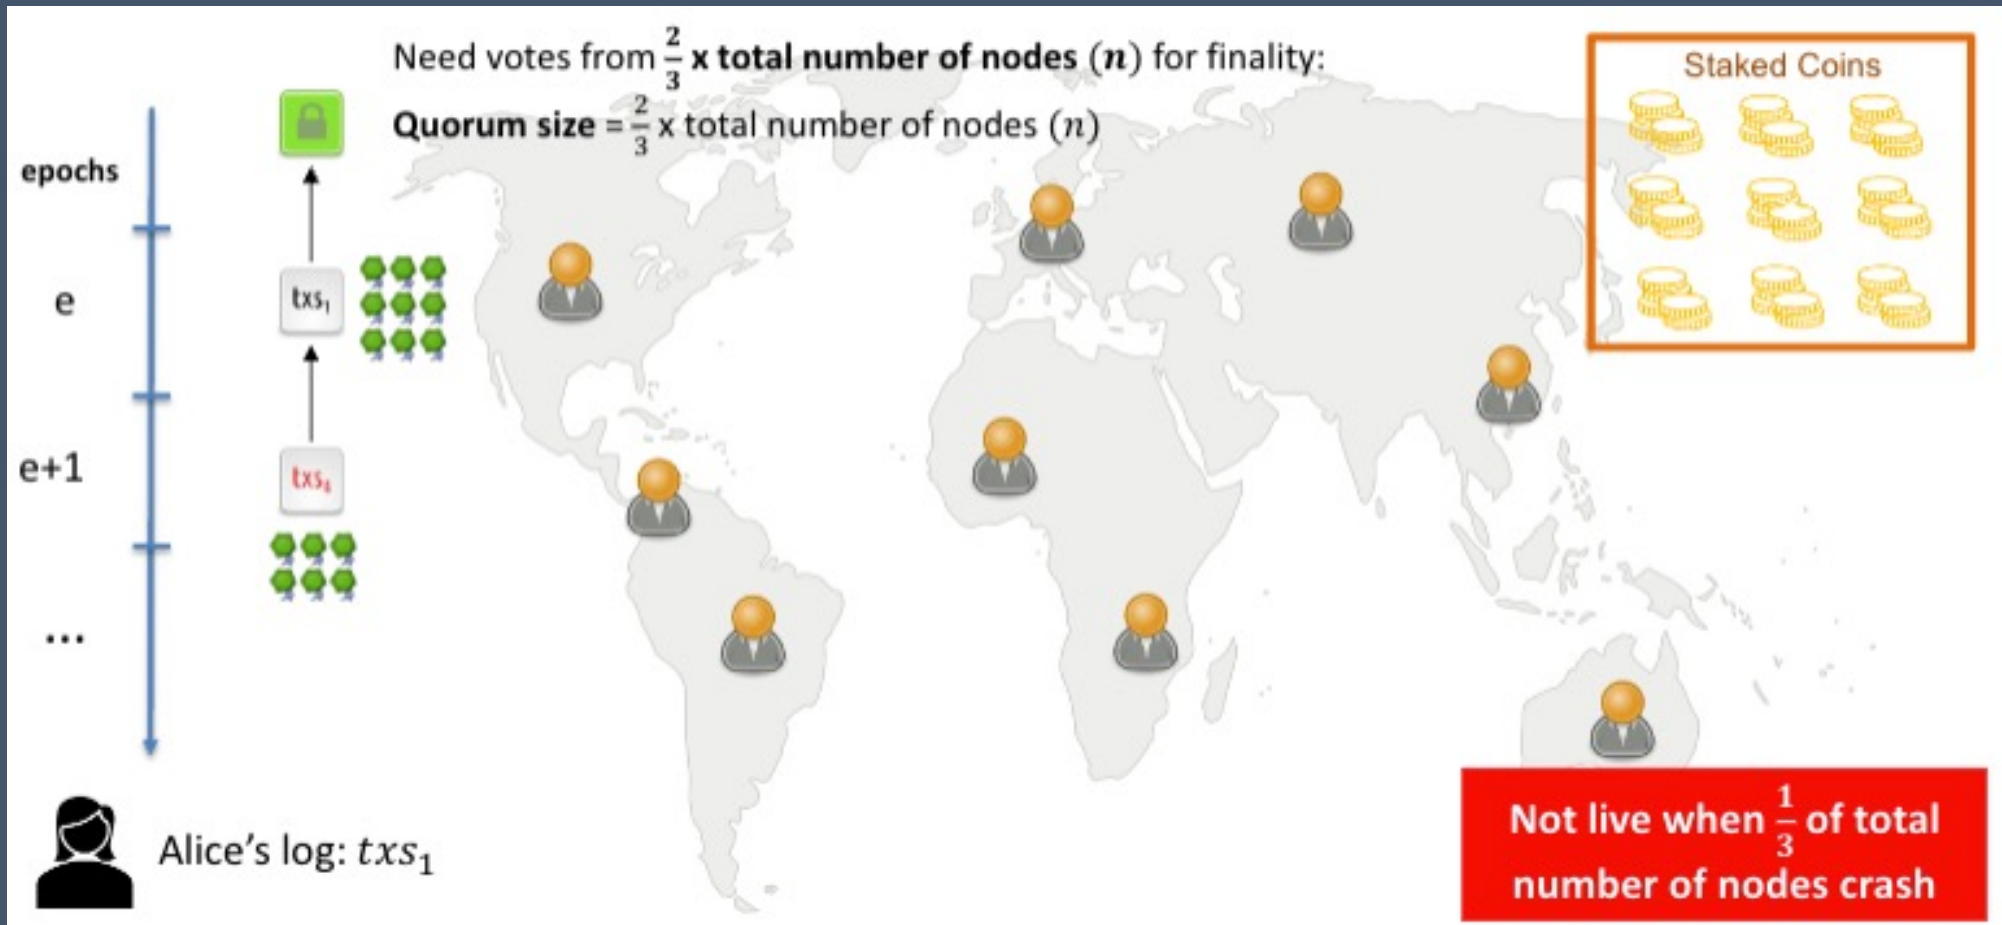 Need votes from 2/3 x total number of nodes (n) for finality:
Quorum size = 2/3 x total number of nodes (n)
Staked Coins
epochs
e
txs₁
e+1
...
Alice's log: txs₁
Not live when 1/3 of total
number of nodes crash